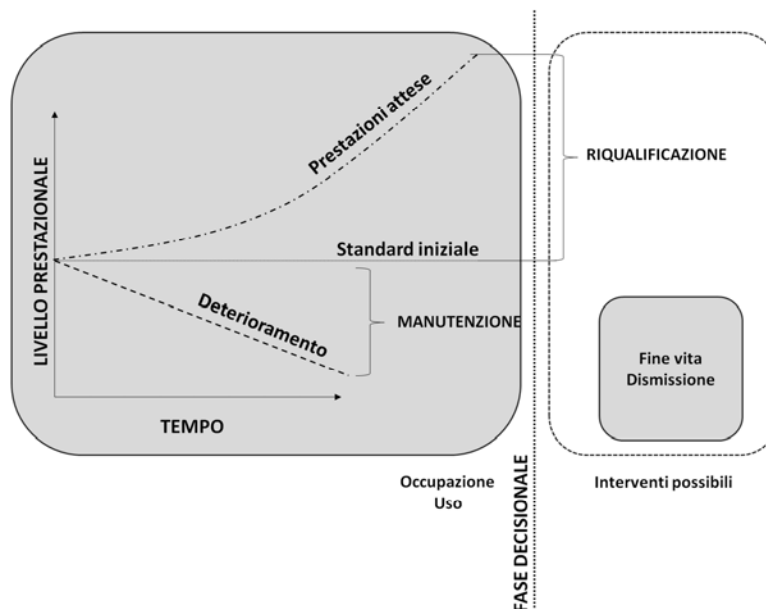 Prestazioni attese
RIQUALIFICAZIONE
LIVELLO PRESTAZIONALE
Standard iniziale
Deterioramento
MANUTENZIONE
Fine vita
Dismissione
TEMPO
Occupazione
Uso
FASE DECISIONALE
Interventi possibili